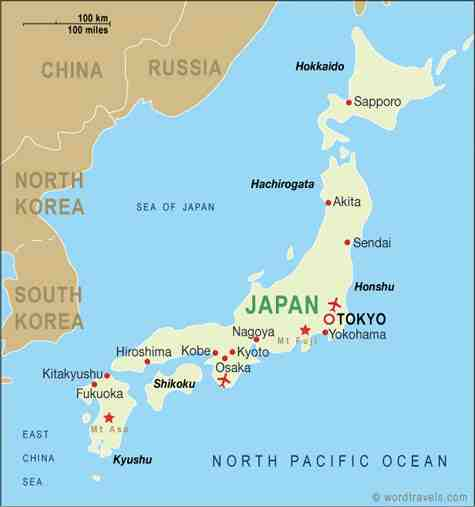 100 km
100 miles
CHINA
RUSSIA
Hokkaido
Sapporo
NORTH
KOREA
Hachirogata
SEA OF JAPAN
Akita
Sendai
SOUTH
KOREA
Honshu
JAPAN
TOKYO
Nagoya
Mt Fuji
Yokohama
Hiroshima
Kobe
Kyoto
Osaka
Kitakyushu
Fukuoka
Shikoku
Mt Aso
EAST
CHINA
SEA
Kyushu
NORTH PACIFIC OCEAN
© wordtravels.com